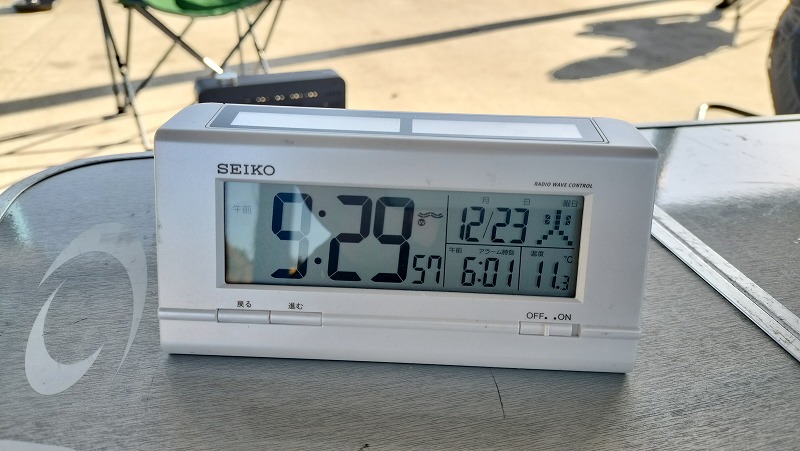 SEIKO
RADIO WAVE CONTROL
午前 9:29 57
月 日 曜日
12/23 火
午前 アラーム時刻 温度 ℃
6:01 11.3
戻る 進む
OFF ON